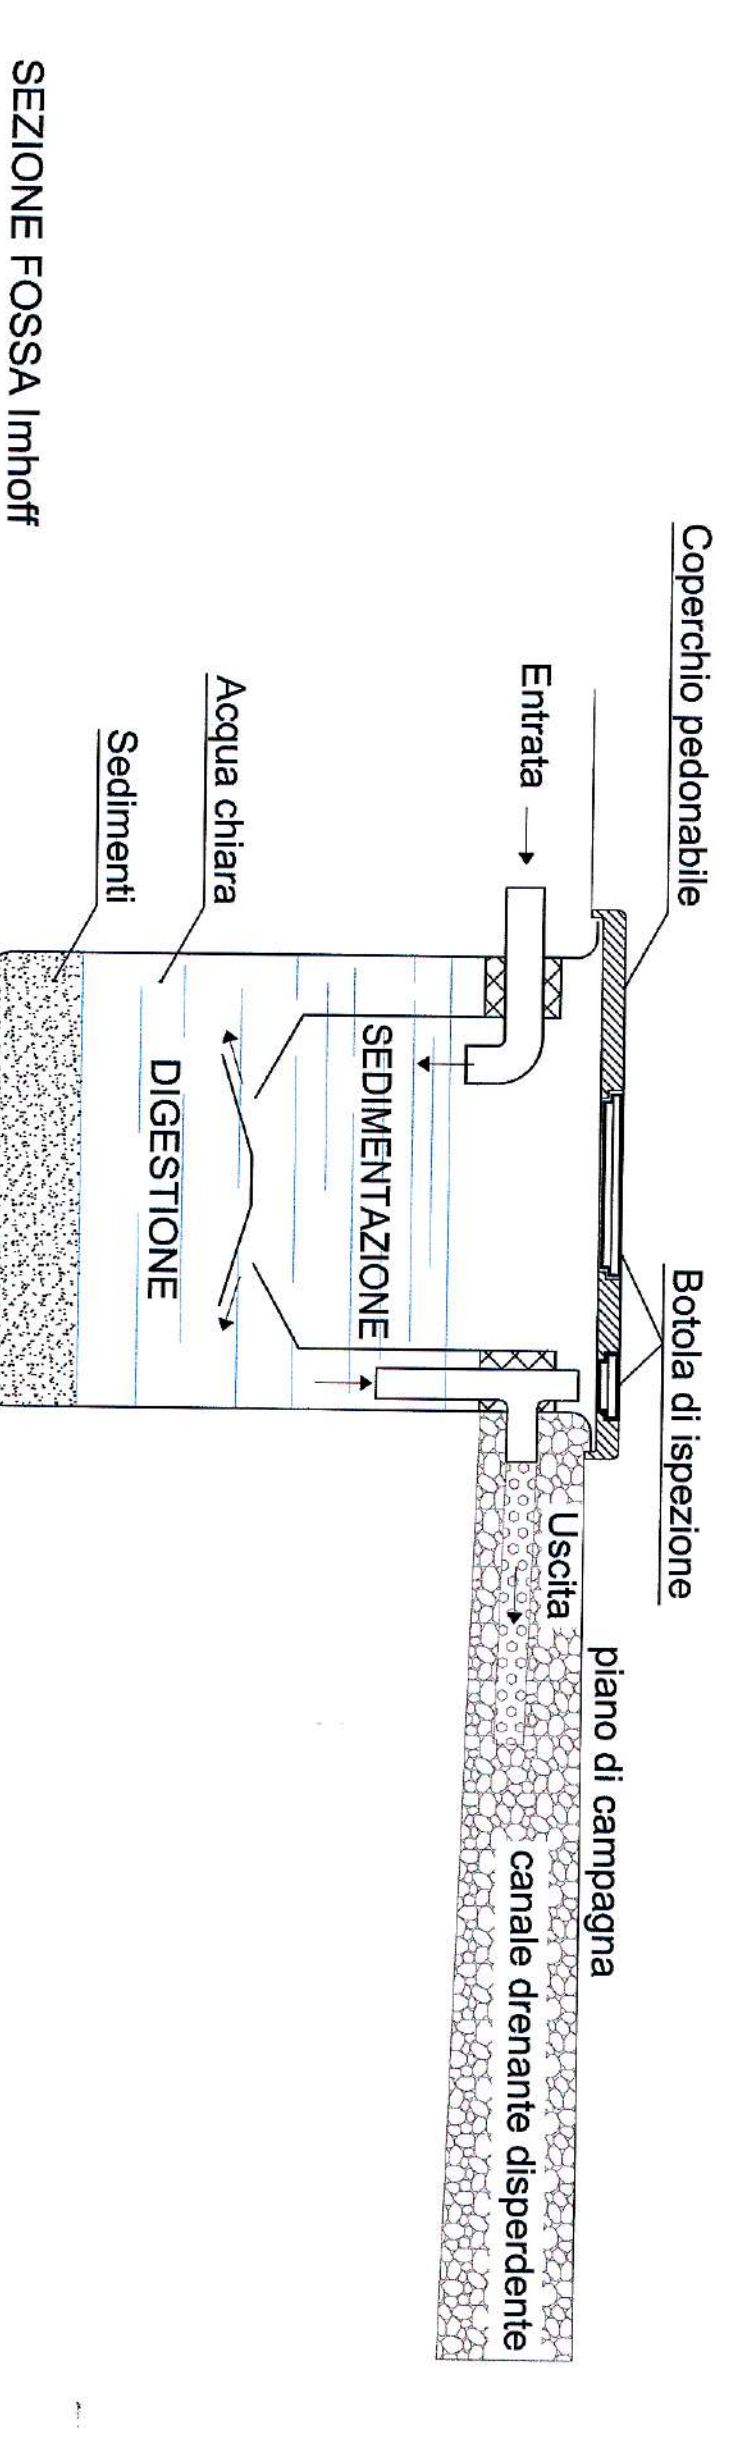 Coperchio pedonabile
Botola di ispezione
piano di campagna
Entrata
Uscita
canale drenante disperdente
SEDIMENTAZIONE
Acqua chiara
DIGESTIONE
Sedimenti
SEZIONE FOSSA Imhoff